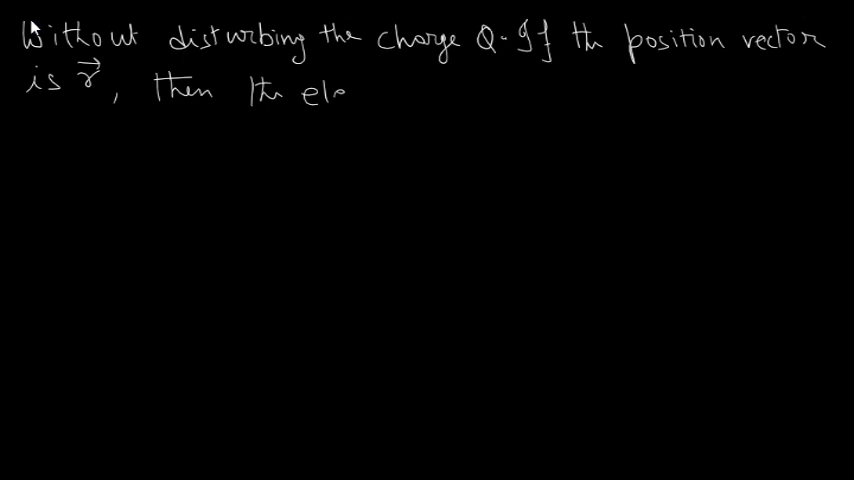 Without disturbing the charge Q. If the position vector
is r⃗, then the ele